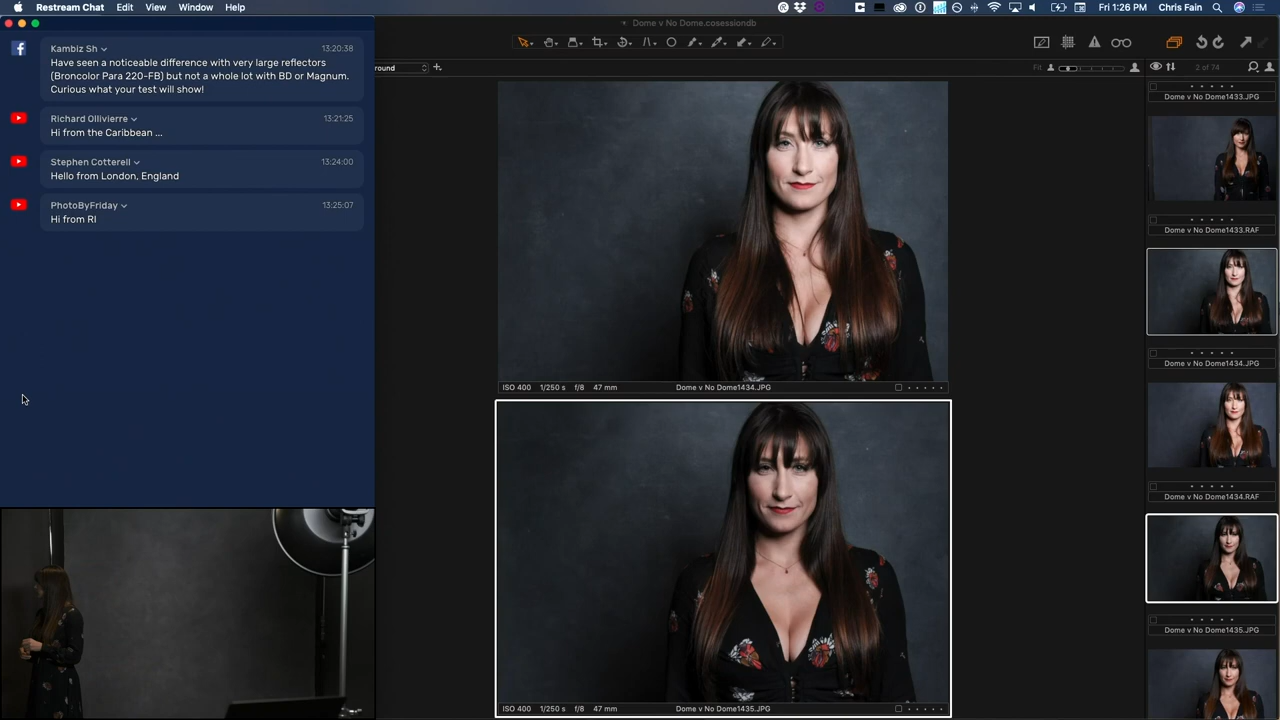 Restream Chat Edit View Window Help
Fri 1:26 PM Chris Fain
Dome v No Dome.cosessiondb
Kambiz Sh 13:20:38
Have seen a noticeable difference with very large reflectors
(Broncolor Para 220-FB) but not a whole lot with BD or Magnum.
Curious what your test will show!
Richard Ollivierre 13:21:25
Hi from the Caribbean ...
Stephen Cotterell 13:24:00
Hello from London, England
PhotoByFriday 13:25:07
Hi from RI
round
Fit
2 of 74
ISO 400 1/250 s f/8 47 mm Dome v No Dome1434.JPG
ISO 400 1/250 s f/8 47 mm Dome v No Dome1435.JPG
Dome v No Dome1433.JPG
Dome v No Dome1433.RAF
Dome v No Dome1434.JPG
Dome v No Dome1434.RAF
Dome v No Dome1435.JPG